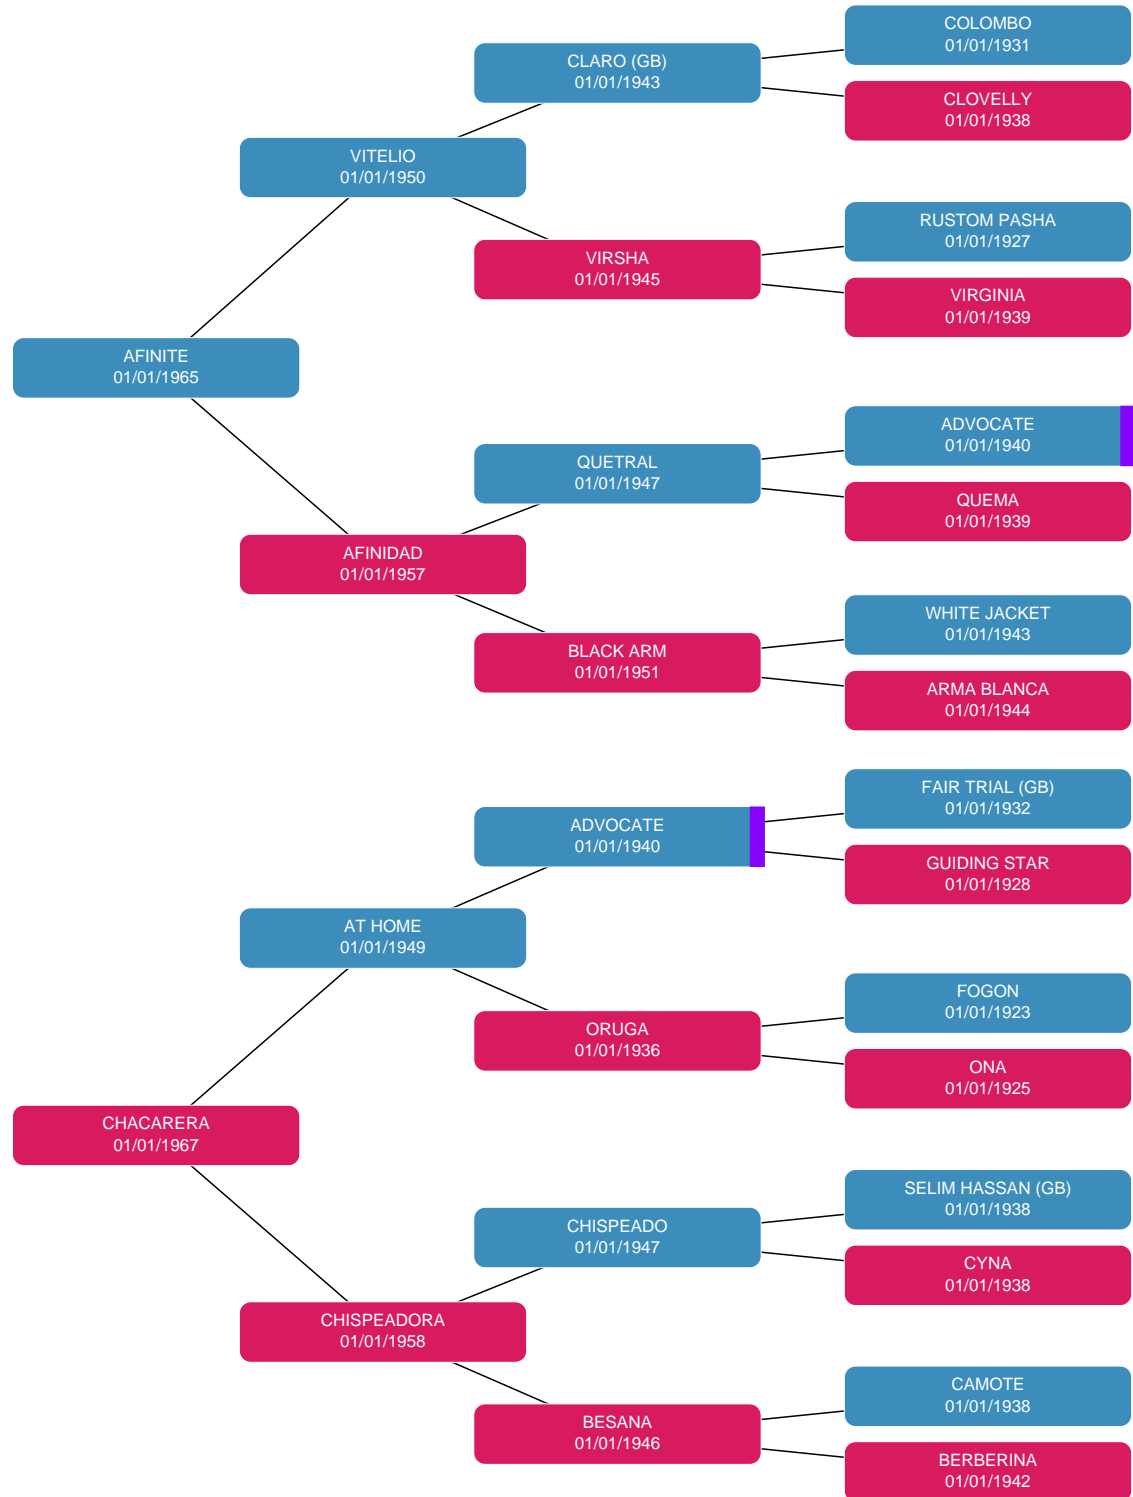 COLOMBO
01/01/1931
CLARO (GB)
01/01/1943
CLOVELLY
01/01/1938
VITELIO
01/01/1950
RUSTOM PASHA
01/01/1927
VIRSHA
01/01/1945
VIRGINIA
01/01/1939
AFINITE
01/01/1965
ADVOCATE
01/01/1940
QUETRAL
01/01/1947
QUEMA
01/01/1939
AFINIDAD
01/01/1957
WHITE JACKET
01/01/1943
BLACK ARM
01/01/1951
ARMA BLANCA
01/01/1944
FAIR TRIAL (GB)
01/01/1932
ADVOCATE
01/01/1940
GUIDING STAR
01/01/1928
AT HOME
01/01/1949
FOGON
01/01/1923
ORUGA
01/01/1936
ONA
01/01/1925
CHACARERA
01/01/1967
SELIM HASSAN (GB)
01/01/1938
CHISPEADO
01/01/1947
CYNA
01/01/1938
CHISPEADORA
01/01/1958
CAMOTE
01/01/1938
BESANA
01/01/1946
BERBERINA
01/01/1942